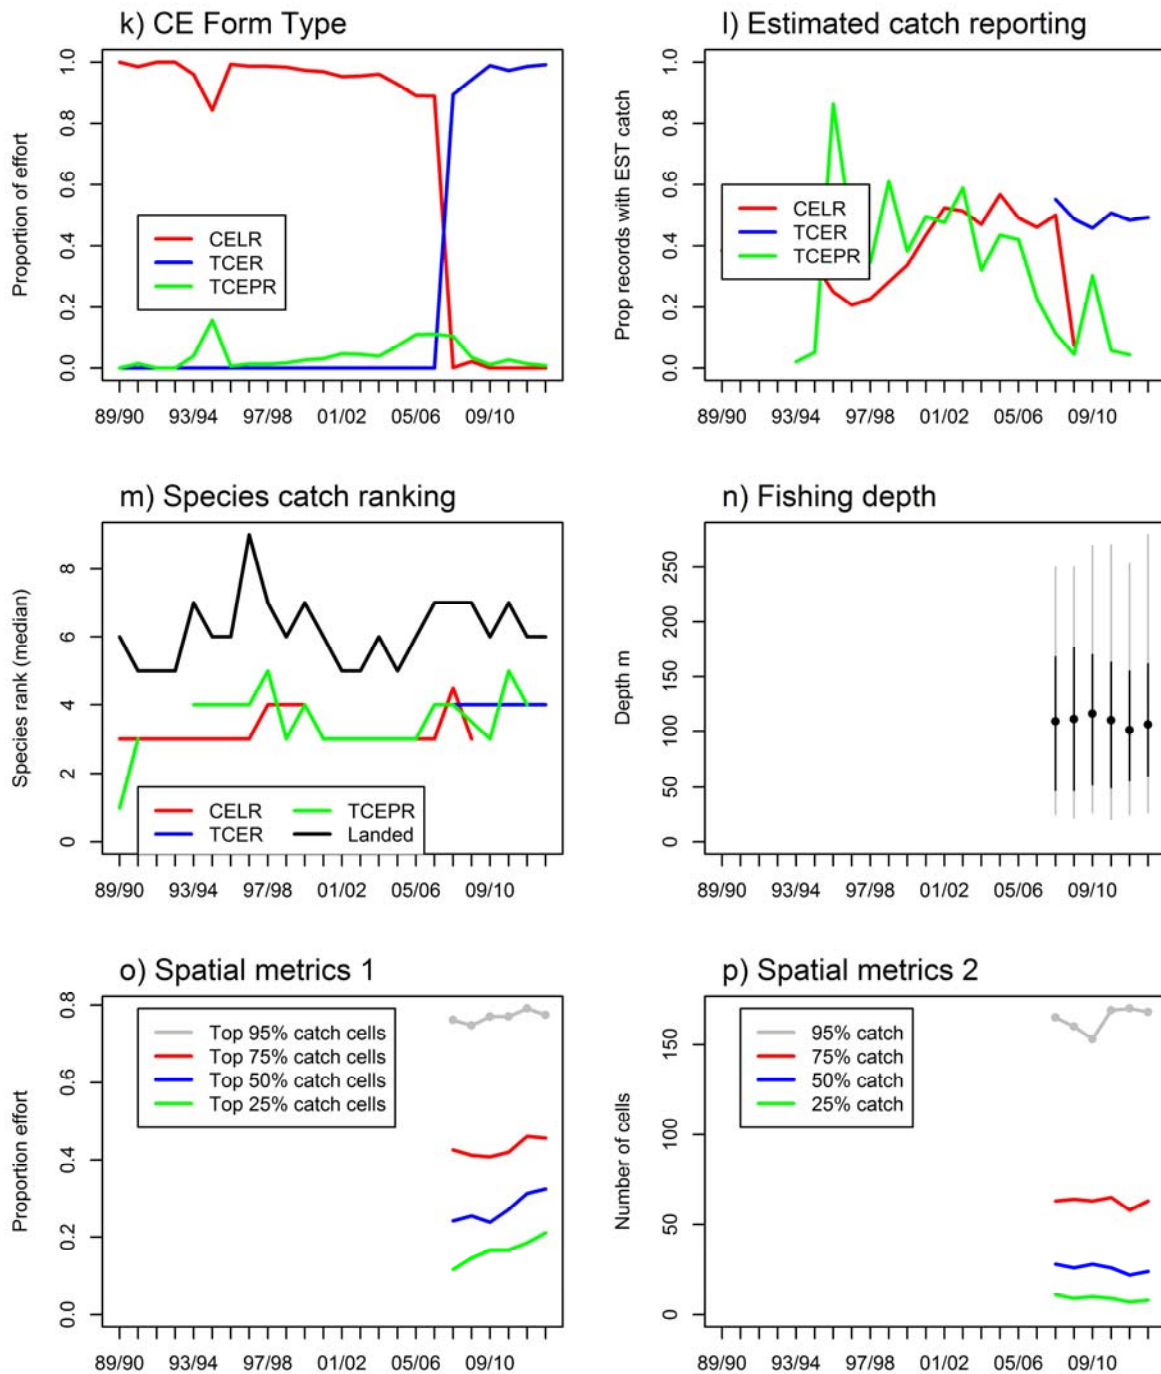 k) CE Form Type
Proportion of effort
1.0
0.8
0.6
0.4
0.2
0.0
CELR
TCER
TCEPR
89/90 93/94 97/98 01/02 05/06 09/10
l) Estimated catch reporting
Prop records with EST catch
1.0
0.8
0.6
0.4
0.2
0.0
CELR
TCER
TCEPR
89/90 93/94 97/98 01/02 05/06 09/10
m) Species catch ranking
Species rank (median)
8
6
4
2
0
CELR TCEPR
TCER Landed
89/90 93/94 97/98 01/02 05/06 09/10
n) Fishing depth
Depth m
250
200
150
100
50
0
89/90 93/94 97/98 01/02 05/06 09/10
o) Spatial metrics 1
Proportion effort
0.8
0.6
0.4
0.2
0.0
Top 95% catch cells
Top 75% catch cells
Top 50% catch cells
Top 25% catch cells
89/90 93/94 97/98 01/02 05/06 09/10
p) Spatial metrics 2
Number of cells
150
100
50
0
95% catch
75% catch
50% catch
25% catch
89/90 93/94 97/98 01/02 05/06 09/10